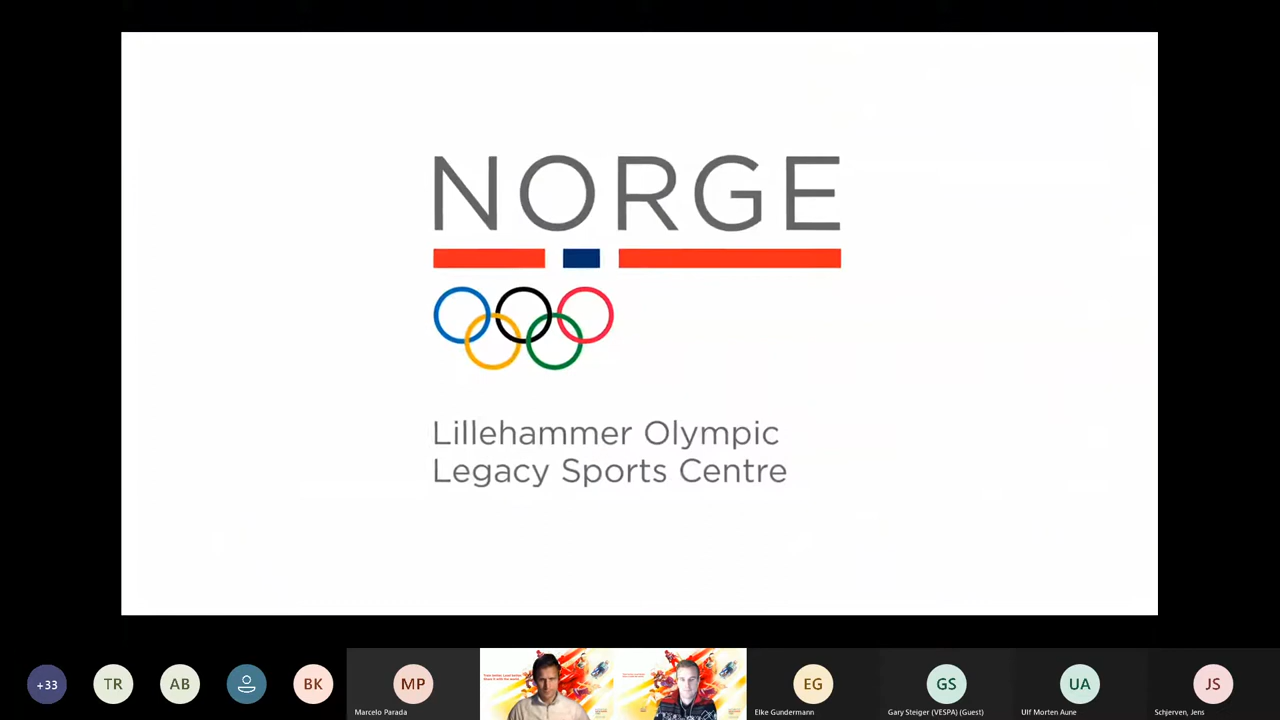 NORGE
Lillehammer Olympic
Legacy Sports Centre
+33
TR
AB
BK
MP
EG
GS
UA
JS
Marcelo Parada
Elke Gundermann
Gary Steiger (VESPA) (Guest)
Ulf Morten Aune
Schjerven, Jens